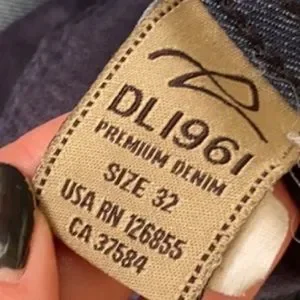 DL1961
PREMIUM DENIM
SIZE 32
USA RN 126855
CA 37584